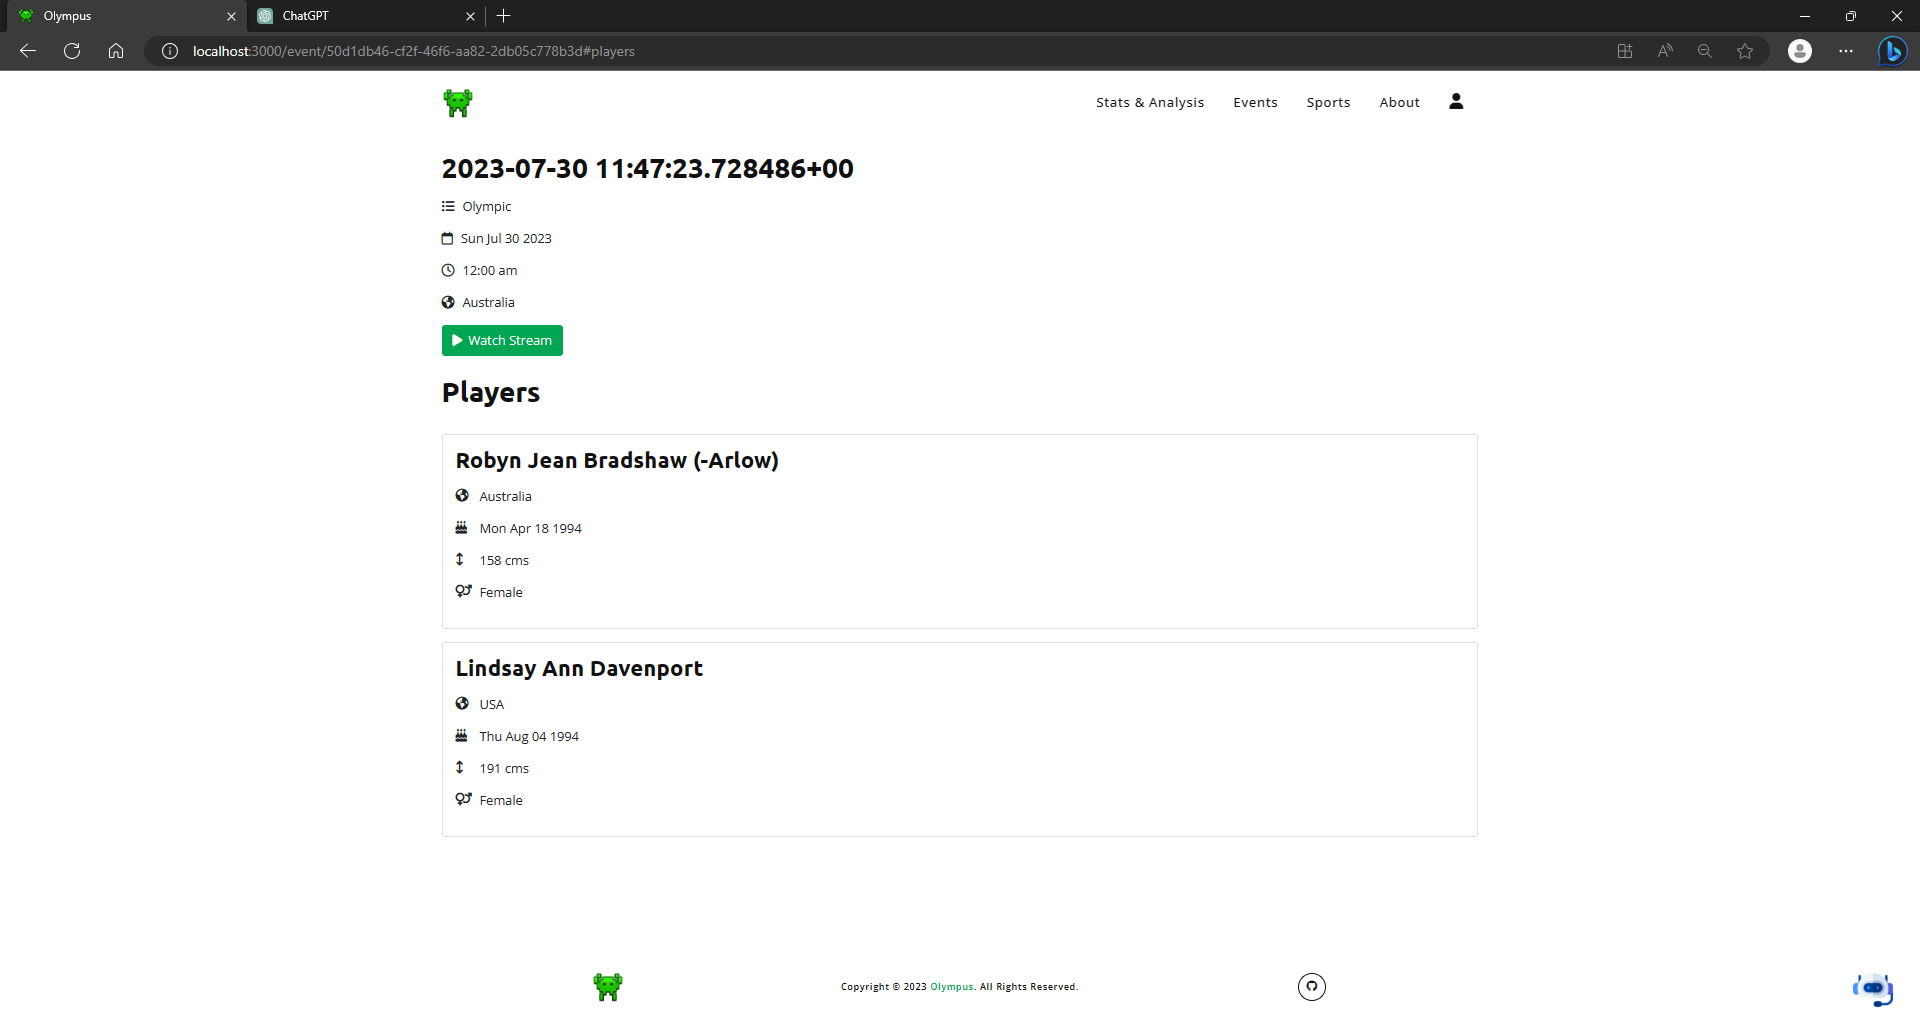 Olympus
ChatGPT
localhost:3000/event/50d1db46-cf2f-46f6-aa82-2db05c778b3d#players
Stats & Analysis Events Sports About
2023-07-30 11:47:23.728486+00
Olympic
Sun Jul 30 2023
12:00 am
Australia
Watch Stream
Players
Robyn Jean Bradshaw (-Arlow)
Australia
Mon Apr 18 1994
158 cms
Female
Lindsay Ann Davenport
USA
Thu Aug 04 1994
191 cms
Female
Copyright © 2023 Olympus. All Rights Reserved.